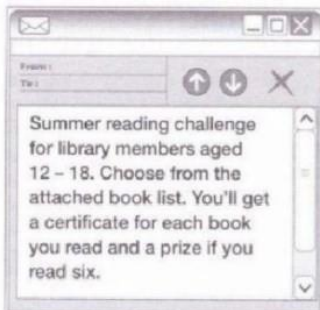 From:
To:
Summer reading challenge
for library members aged
12 – 18. Choose from the
attached book list. You'll get
a certificate for each book
you read and a prize if you
read six.